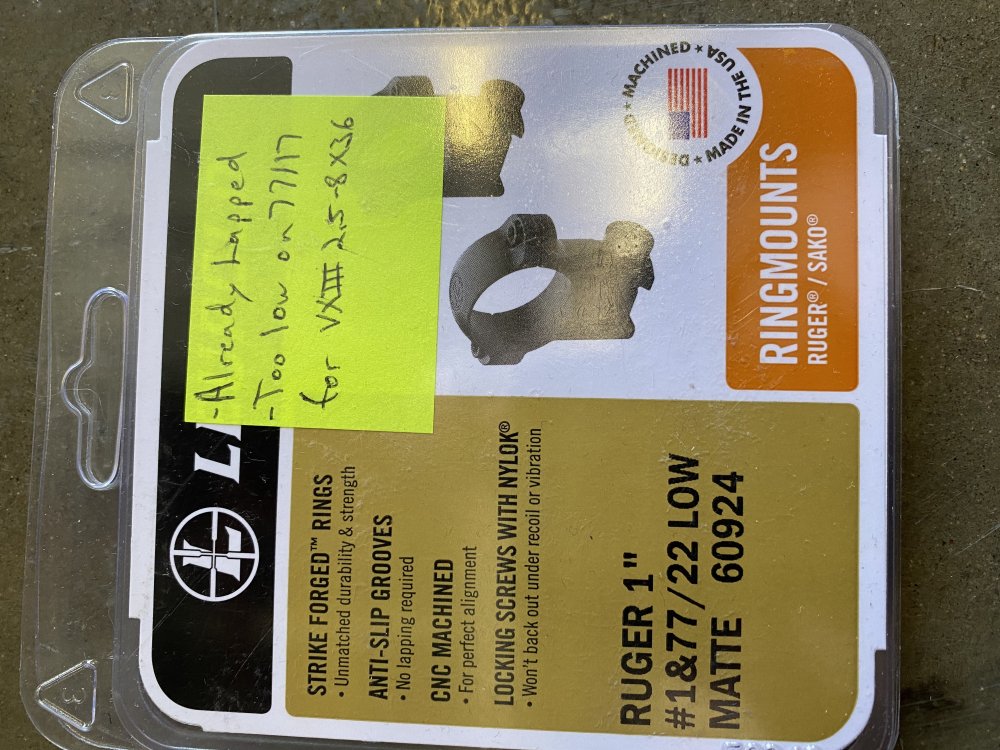 -Already Lapped
-Too low on 77/17
for VXIII 2.5-8x36
L
STRIKE FORGED™ RINGS
• Unmatched durability & strength
ANTI-SLIP GROOVES
• No lapping required
CNC MACHINED
• For perfect alignment
LOCKING SCREWS WITH NYLOK®
• Won't back out under recoil or vibration
RUGER 1"
#1&77/22 LOW
MATTE 60924
DESIGNED ★ MACHINED ★ MADE IN THE USA ★
RINGMOUNTS
RUGER® / SAKO®
3